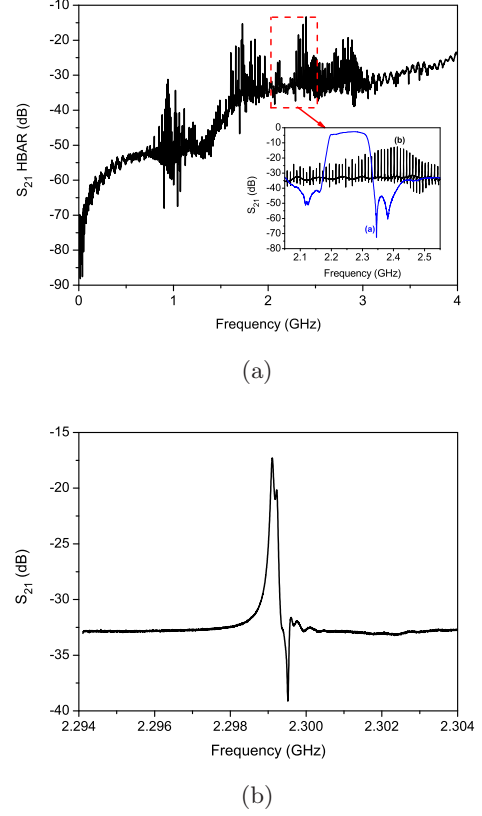 -10
-20
-30
-40
-50
-60
-70
-80
-90
S21 HBAR (dB)
0
-10
-20
-30
-40
-50
-60
-70
-80
S21 (dB)
(b)
(a)
2.1 2.2 2.3 2.4 2.5
Frequency (GHz)
0 1 2 3 4
Frequency (GHz)
(a)
-15
-20
-25
-30
-35
-40
S21 (dB)
2.294 2.296 2.298 2.300 2.302 2.304
Frequency (GHz)
(b)